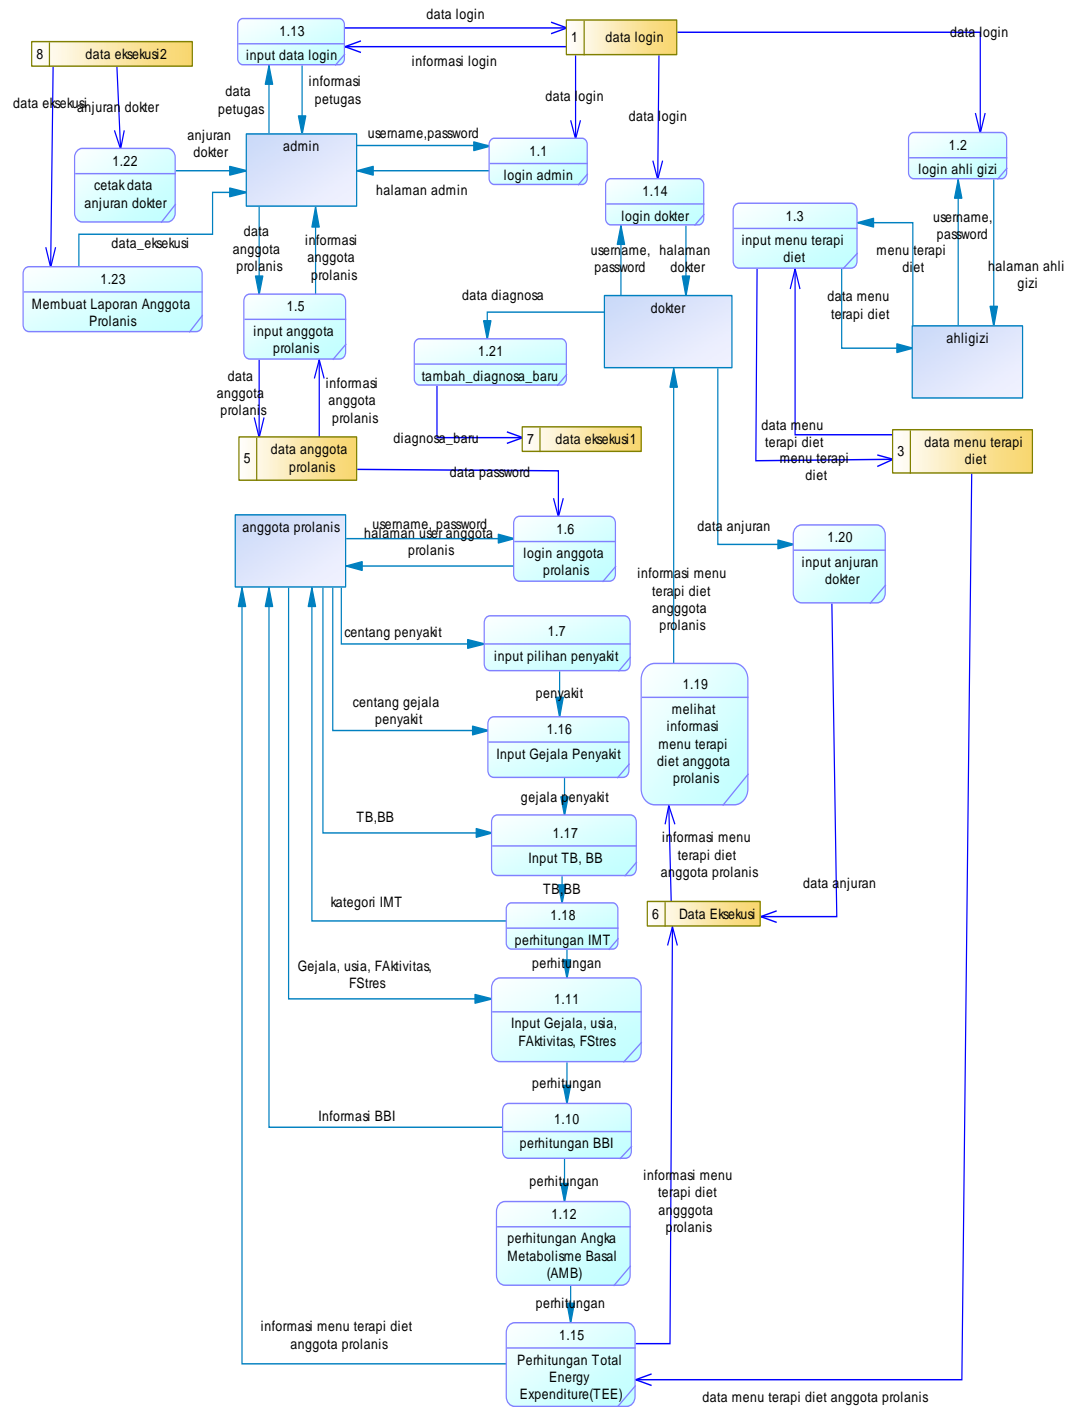 data login
1.13
input data login
1
data login
data login
8
data eksekusi2
informasi login
data eksekusi
anjuran dokter
data
petugas
informasi
petugas
data login
data login
anjuran
dokter
admin
username,password
1.1
login admin
1.2
login ahli gizi
1.22
cetak data
anjuran dokter
halaman admin
1.14
login dokter
1.3
input menu terapi
diet
username,
password
data_eksekusi
data
anggota
prolanis
informasi
anggota
prolanis
username,
password
halaman
dokter
menu terapi
diet
halaman ahli
gizi
1.23
Membuat Laporan Anggota
Prolanis
1.5
input anggota
prolanis
data diagnosa
dokter
data menu
terapi diet
ahligizi
1.21
tambah_diagnosa_baru
data
anggota
prolanis
informasi
anggota
prolanis
diagnosa_baru
7
data eksekusi1
data menu
terapi diet
menu terapi
diet
3
data menu terapi
diet
5
data anggota
prolanis
data password
anggota prolanis
username, password
halaman user anggota
prolanis
1.6
login anggota
prolanis
data anjuran
1.20
input anjuran
dokter
informasi menu
terapi diet
angggota
prolanis
centang penyakit
1.7
input pilihan penyakit
penyakit
1.19
melihat
informasi
menu terapi
diet anggota
prolanis
centang gejala
penyakit
1.16
Input Gejala Penyakit
gejala penyakit
TB,BB
1.17
Input TB, BB
informasi menu
terapi diet
anggota prolanis
TB,BB
data anjuran
kategori IMT
1.18
perhitungan IMT
6
Data Eksekusi
perhitungan
Gejala, usia, FAktivitas,
FStres
1.11
Input Gejala, usia,
FAktivitas, FStres
perhitungan
Informasi BBI
1.10
perhitungan BBI
perhitungan
informasi menu
terapi diet
angggota
prolanis
1.12
perhitungan Angka
Metabolisme Basal
(AMB)
perhitungan
informasi menu terapi diet
anggota prolanis
1.15
Perhitungan Total
Energy
Expenditure(TEE)
data menu terapi diet anggota prolanis